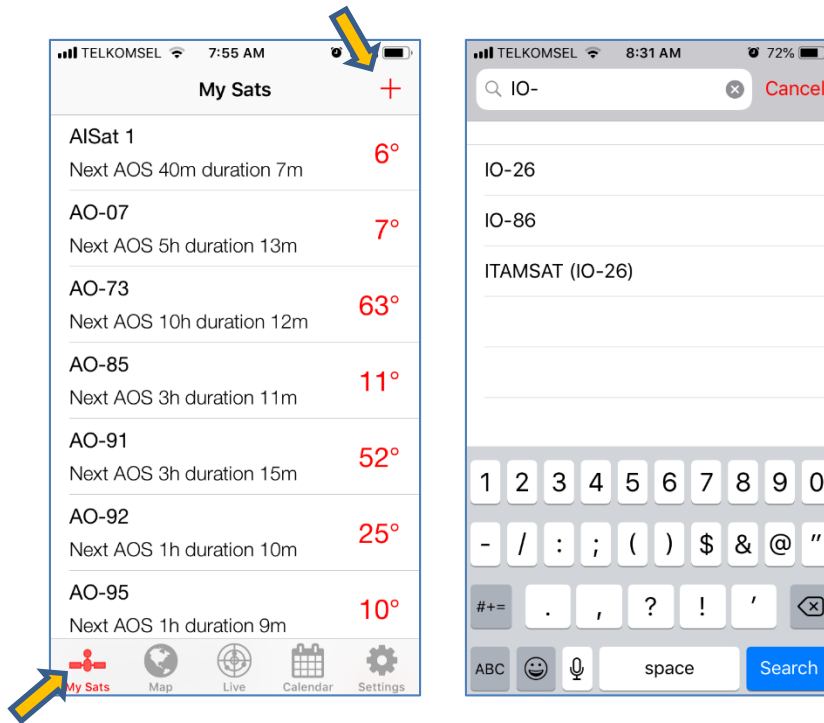 TELKOMSEL 7:55 AM
My Sats +
AISat 1
Next AOS 40m duration 7m
6°
AO-07
Next AOS 5h duration 13m
7°
AO-73
Next AOS 10h duration 12m
63°
AO-85
Next AOS 3h duration 11m
11°
AO-91
Next AOS 3h duration 15m
52°
AO-92
Next AOS 1h duration 10m
25°
AO-95
Next AOS 1h duration 9m
10°
My Sats Map Live Calendar Settings
TELKOMSEL 8:31 AM 72%
IO- Cancel
IO-26
IO-86
ITAMSAT (IO-26)
1 2 3 4 5 6 7 8 9 0
- / : ; ( ) $ & @ "
#+= . , ? ! '
ABC space Search